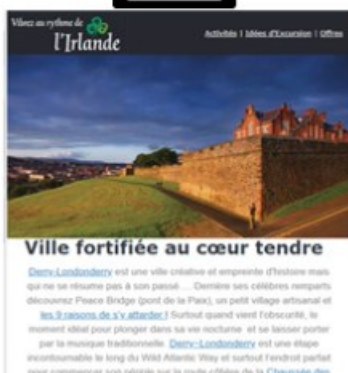 Vibrez au rythme de
l'Irlande
Activités | Idées d'Excursion | Offres
Ville fortifiée au cœur tendre
Derry-Londonderry est une ville créative et empreinte d'histoire mais
qui ne se résume pas à son passé.... Derrière ses célèbres remparts
découvrez Peace Bridge (pont de la Paix), un petit village artisanal et
les 9 raisons de s'y attarder ! Surtout quand vient l'obscurité, le
moment idéal pour plonger dans sa vie nocturne et se laisser porter
par la musique traditionnelle. Derry-Londonderry est une étape
incontournable le long du Wild Atlantic Way et surtout l'endroit parfait
pour commencer son périple sur la route côtière de la Chaussée des